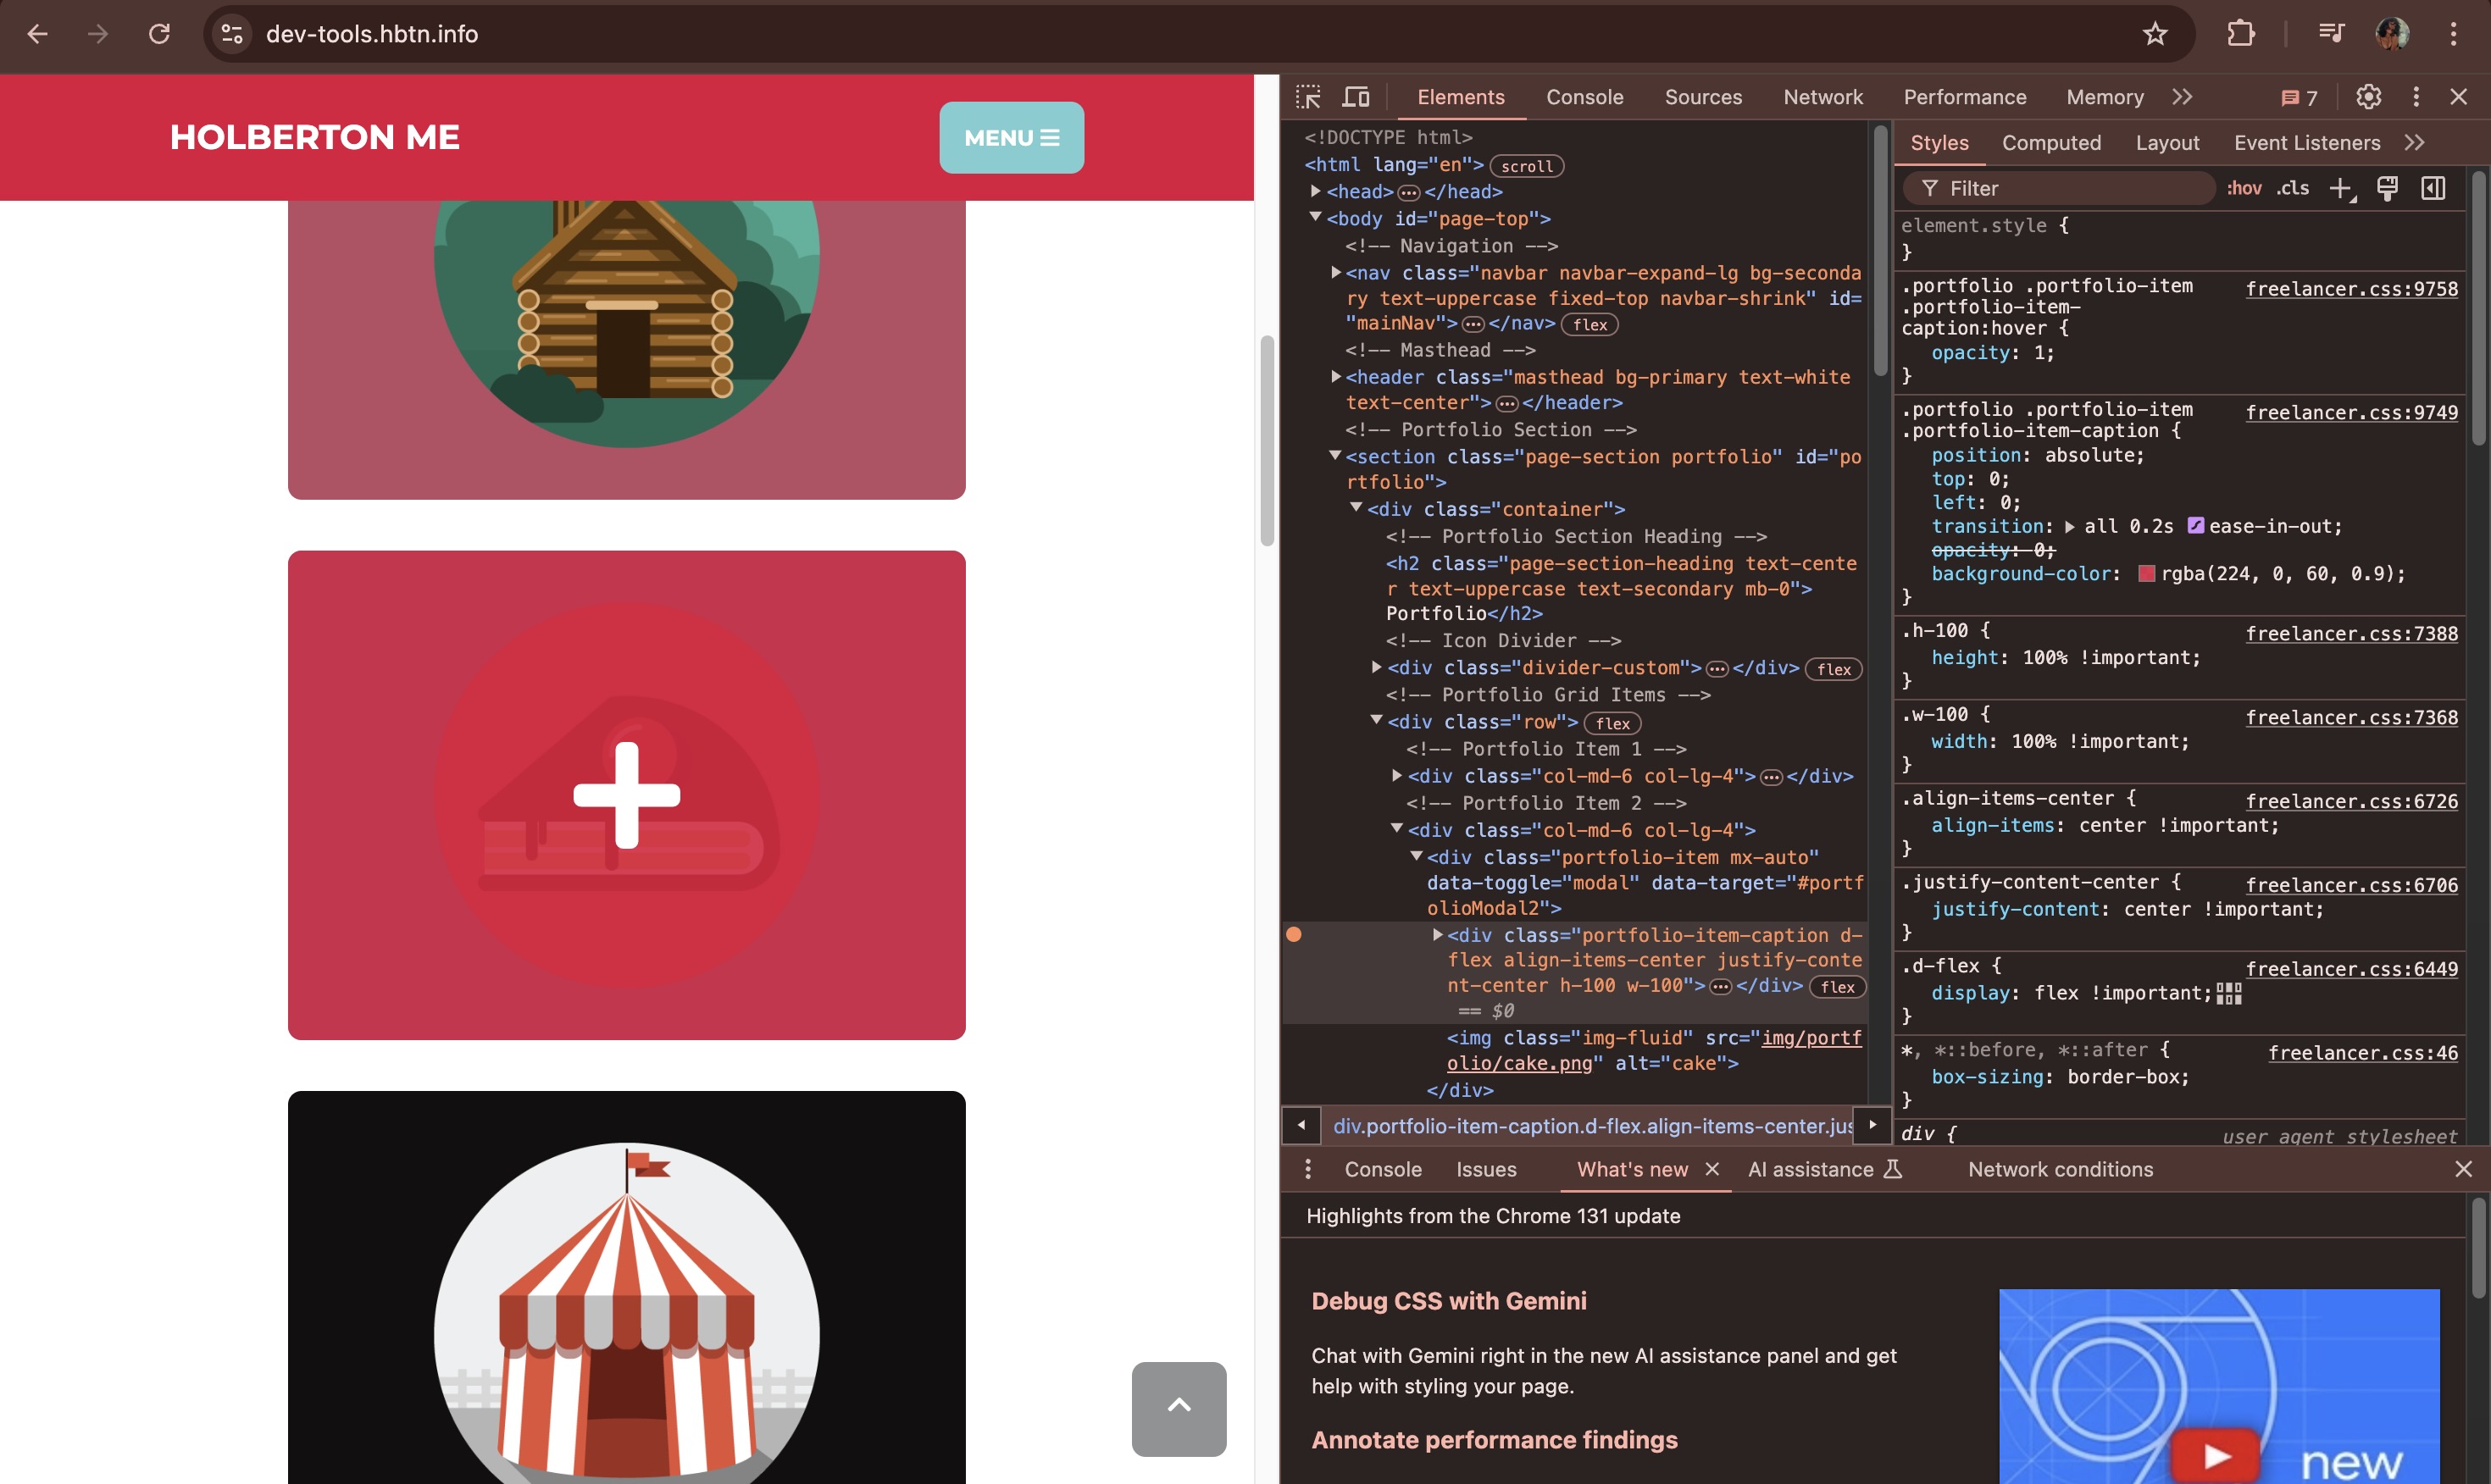 dev-tools.hbtn.info
HOLBERTON ME
MENU
Elements
Console
Sources
Network
Performance
Memory
7
<!DOCTYPE html>
<html lang="en"> scroll
<head> ··· </head>
<body id="page-top">
<!-- Navigation -->
<nav class="navbar navbar-expand-lg bg-seconda
ry text-uppercase fixed-top navbar-shrink" id=
"mainNav"> ··· </nav> flex
<!-- Masthead -->
<header class="masthead bg-primary text-white
text-center"> ··· </header>
<!-- Portfolio Section -->
<section class="page-section portfolio" id="po
rtfolio">
<div class="container">
<!-- Portfolio Section Heading -->
<h2 class="page-section-heading text-cente
r text-uppercase text-secondary mb-0">
Portfolio</h2>
<!-- Icon Divider -->
<div class="divider-custom"> ··· </div> flex
<!-- Portfolio Grid Items -->
<div class="row"> flex
<!-- Portfolio Item 1 -->
<div class="col-md-6 col-lg-4"> ··· </div>
<!-- Portfolio Item 2 -->
<div class="col-md-6 col-lg-4">
<div class="portfolio-item mx-auto"
data-toggle="modal" data-target="#portf
olioModal2">
<div class="portfolio-item-caption d-
flex align-items-center justify-conte
nt-center h-100 w-100"> ··· </div> flex
== $0
<img class="img-fluid" src="img/portf
olio/cake.png" alt="cake">
</div>
div.portfolio-item-caption.d-flex.align-items-center.jus
Styles
Computed
Layout
Event Listeners
Filter
:hov
.cls
element.style {
}
.portfolio .portfolio-item freelancer.css:9758
.portfolio-item-
caption:hover {
opacity: 1;
}
.portfolio .portfolio-item freelancer.css:9749
.portfolio-item-caption {
position: absolute;
top: 0;
left: 0;
transition: all 0.2s ease-in-out;
opacity: 0;
background-color: rgba(224, 0, 60, 0.9);
}
.h-100 { freelancer.css:7388
height: 100% !important;
}
.w-100 { freelancer.css:7368
width: 100% !important;
}
.align-items-center { freelancer.css:6726
align-items: center !important;
}
.justify-content-center { freelancer.css:6706
justify-content: center !important;
}
.d-flex { freelancer.css:6449
display: flex !important;
}
*, *::before, *::after { freelancer.css:46
box-sizing: border-box;
}
div { user agent stylesheet
Console
Issues
What's new
AI assistance
Network conditions
Highlights from the Chrome 131 update
Debug CSS with Gemini
Chat with Gemini right in the new AI assistance panel and get
help with styling your page.
Annotate performance findings
new